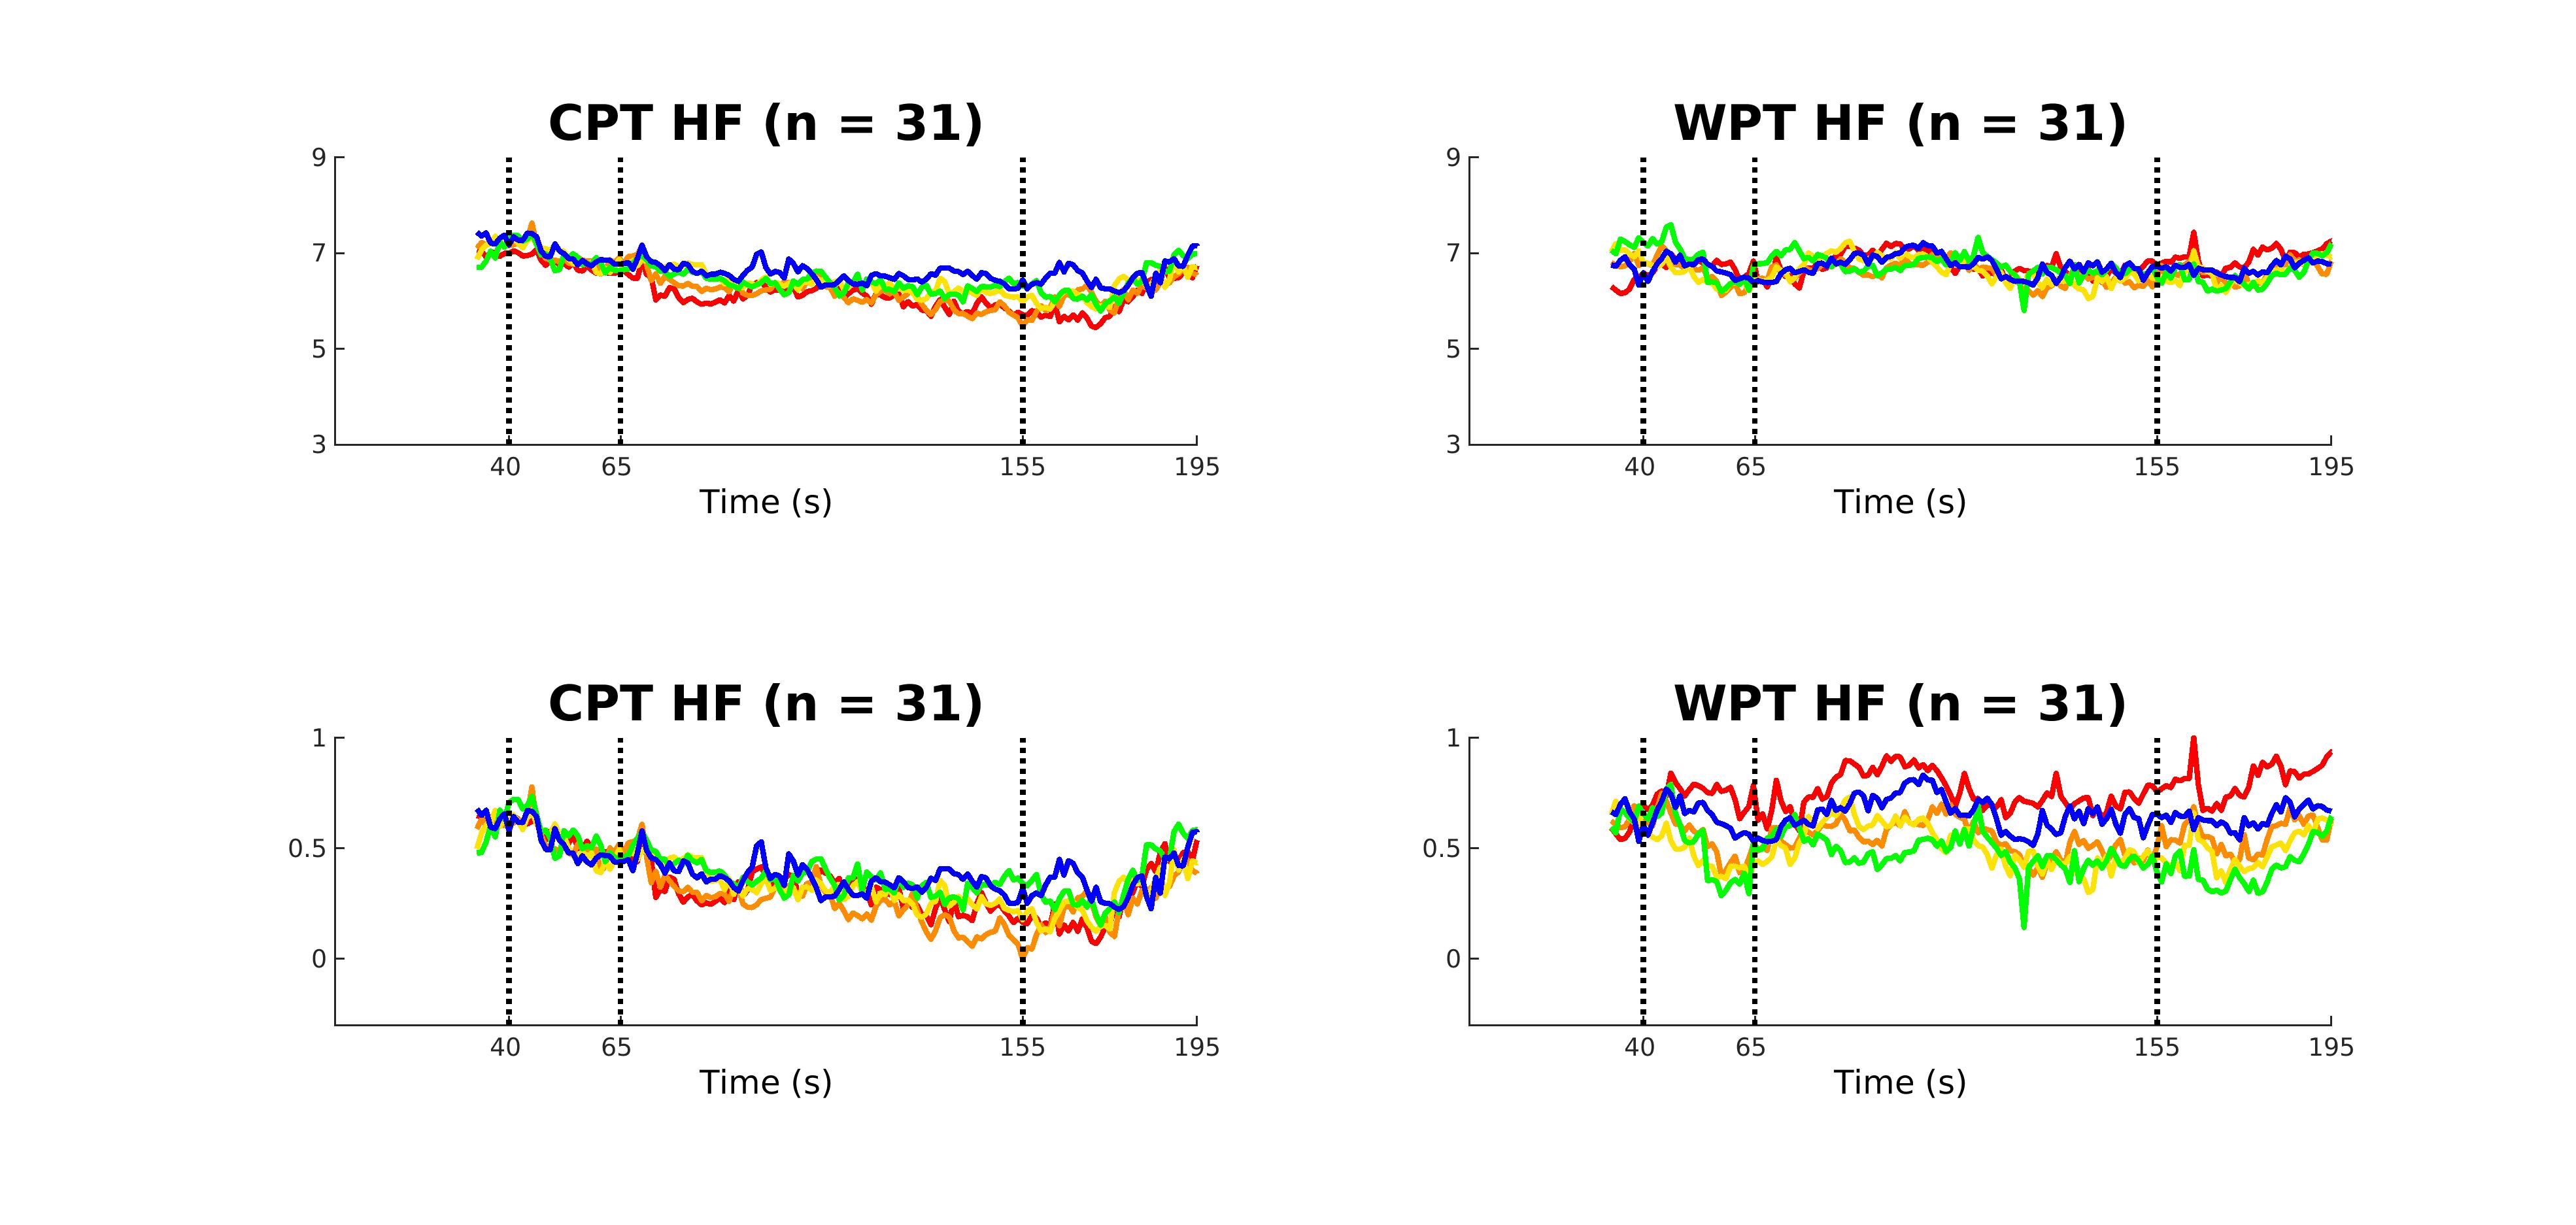 CPT HF (n = 31)
9
7
5
3
40 65 155 195
Time (s)
WPT HF (n = 31)
9
7
5
3
40 65 155 195
Time (s)
CPT HF (n = 31)
1
0.5
0
40 65 155 195
Time (s)
WPT HF (n = 31)
1
0.5
0
40 65 155 195
Time (s)